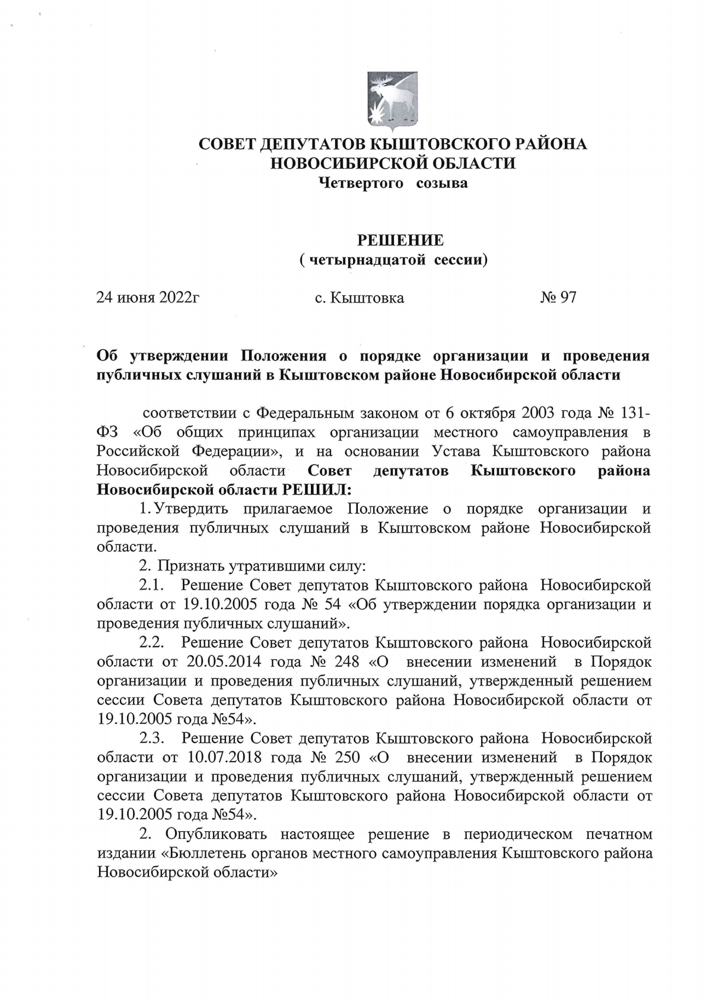 СОВЕТ ДЕПУТАТОВ КЫШТОВСКОГО РАЙОНА
НОВОСИБИРСКОЙ ОБЛАСТИ
Четвертого созыва
РЕШЕНИЕ
( четырнадцатой сессии)
24 июня 2022г с. Кыштовка № 97
Об утверждении Положения о порядке организации и проведения
публичных слушаний в Кыштовском районе Новосибирской области
соответствии с Федеральным законом от 6 октября 2003 года № 131-
ФЗ «Об общих принципах организации местного самоуправления в
Российской Федерации», и на основании Устава Кыштовского района
Новосибирской области Совет депутатов Кыштовского района
Новосибирской области РЕШИЛ:
1. Утвердить прилагаемое Положение о порядке организации и
проведения публичных слушаний в Кыштовском районе Новосибирской
области.
2. Признать утратившими силу:
2.1. Решение Совет депутатов Кыштовского района Новосибирской
области от 19.10.2005 года № 54 «Об утверждении порядка организации и
проведения публичных слушаний».
2.2. Решение Совет депутатов Кыштовского района Новосибирской
области от 20.05.2014 года № 248 «О внесении изменений в Порядок
организации и проведения публичных слушаний, утвержденный решением
сессии Совета депутатов Кыштовского района Новосибирской области от
19.10.2005 года №54».
2.3. Решение Совет депутатов Кыштовского района Новосибирской
области от 10.07.2018 года № 250 «О внесении изменений в Порядок
организации и проведения публичных слушаний, утвержденный решением
сессии Совета депутатов Кыштовского района Новосибирской области от
19.10.2005 года №54».
2. Опубликовать настоящее решение в периодическом печатном
издании «Бюллетень органов местного самоуправления Кыштовского района
Новосибирской области»